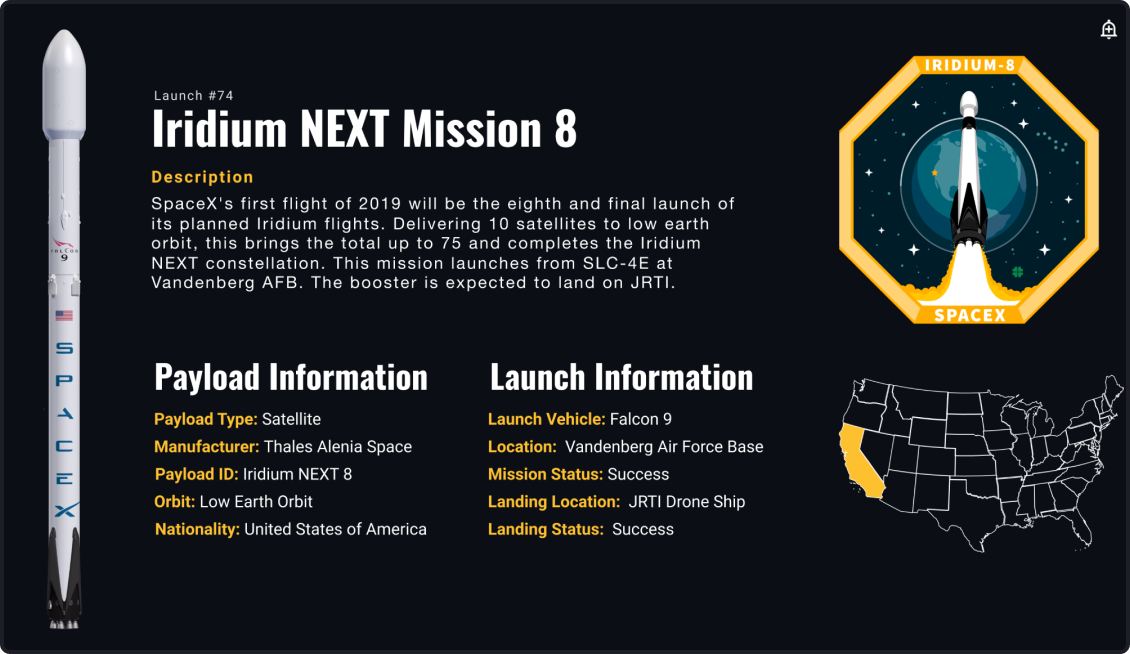 Launch #74
Iridium NEXT Mission 8
Description
SpaceX's first flight of 2019 will be the eighth and final launch of
its planned Iridium flights. Delivering 10 satellites to low earth
orbit, this brings the total up to 75 and completes the Iridium
NEXT constellation. This mission launches from SLC-4E at
Vandenberg AFB. The booster is expected to land on JRTI.
Payload Information
Payload Type: Satellite
Manufacturer: Thales Alenia Space
Payload ID: Iridium NEXT 8
Orbit: Low Earth Orbit
Nationality: United States of America
Launch Information
Launch Vehicle: Falcon 9
Location: Vandenberg Air Force Base
Mission Status: Success
Landing Location: JRTI Drone Ship
Landing Status: Success
IRIDIUM-8
SPACEX
FALCON
9
SPACEX